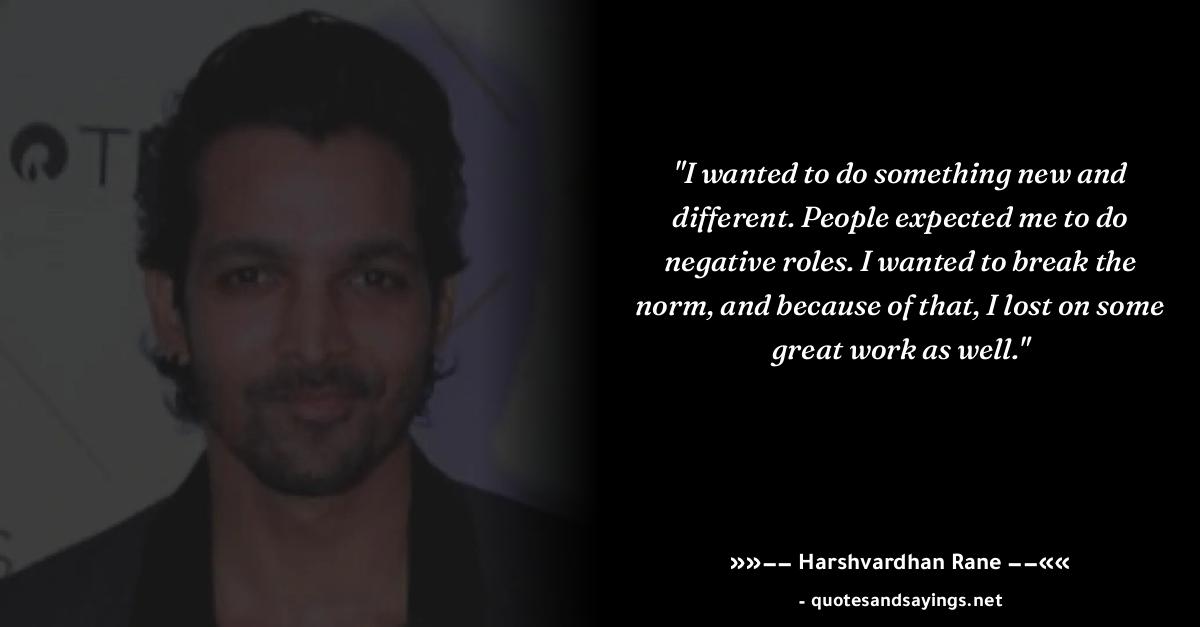 T
"I wanted to do something new and
different. People expected me to do
negative roles. I wanted to break the
norm, and because of that, I lost on some
great work as well."
»»−− Harshvardhan Rane −−««
- quotesandsayings.net